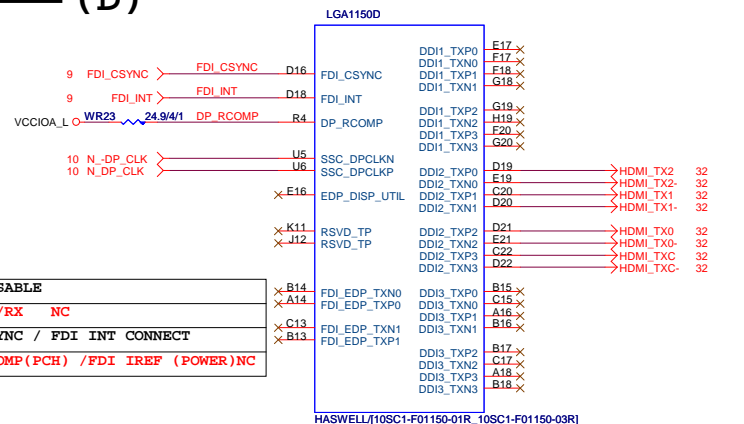 (D)
LGA1150D
9 FDI_CSYNC FDI_CSYNC D16 FDI_CSYNC
9 FDI_INT FDI_INT D18 FDI_INT
VCCIOA_L WR23 24.9/4/1 DP_RCOMP R4 DP_RCOMP
10 N_-DP_CLK U5 SSC_DPCLKN
10 N_DP_CLK U6 SSC_DPCLKP
E16 EDP_DISP_UTIL
K11 RSVD_TP
J12 RSVD_TP
B14 FDI_EDP_TXN0
A14 FDI_EDP_TXP0
C13 FDI_EDP_TXN1
B13 FDI_EDP_TXP1
DDI1_TXP0 E17
DDI1_TXN0 F17
DDI1_TXP1 F18
DDI1_TXN1 G18
DDI1_TXP2 G19
DDI1_TXN2 H19
DDI1_TXP3 F20
DDI1_TXN3 G20
DDI2_TXP0 D19 HDMI_TX2 32
DDI2_TXN0 E19 HDMI_TX2- 32
DDI2_TXP1 C20 HDMI_TX1 32
DDI2_TXN1 D20 HDMI_TX1- 32
DDI2_TXP2 D21 HDMI_TX0 32
DDI2_TXN2 E21 HDMI_TX0- 32
DDI2_TXP3 C22 HDMI_TXC 32
DDI2_TXN3 D22 HDMI_TXC- 32
DDI3_TXP0 B15
DDI3_TXN0 C15
DDI3_TXP1 A16
DDI3_TXN1 B16
DDI3_TXP2 B17
DDI3_TXN2 C17
DDI3_TXP3 A18
DDI3_TXN3 B18
SABLE
/RX NC
YNC / FDI INT CONNECT
OMP(PCH) /FDI IREF (POWER)NC
HASWELL/[10SC1-F01150-01R_10SC1-F01150-03R]